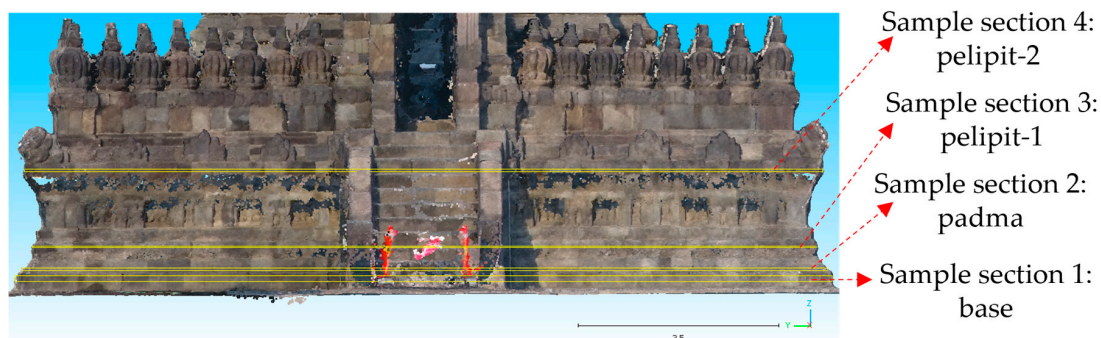 Sample section 4:
pelipit-2
Sample section 3:
pelipit-1
Sample section 2:
padma
Sample section 1:
base
Z
Y